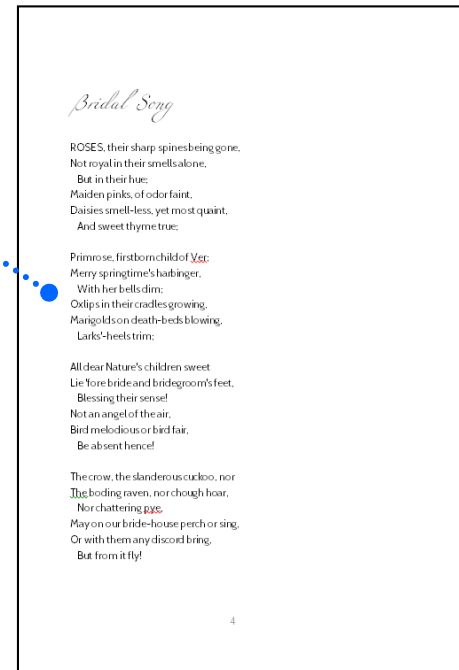 Bridal Song
ROSES, their sharp spines being gone,
Not royal in their smells alone,
But in their hue;
Maiden pinks, of odor faint,
Daisies smell-less, yet most quaint,
And sweet thyme true;
Primrose, firstborn child of Ver;
Merry springtime's harbinger,
With her bells dim;
Oxlips in their cradles growing,
Marigolds on death-beds blowing,
Larks'-heels trim;
All dear Nature's children sweet
Lie 'fore bride and bridegroom's feet,
Blessing their sense!
Not an angel of the air,
Bird melodious or bird fair,
Be absent hence!
The crow, the slanderous cuckoo, nor
The boding raven, nor chough hoar,
Nor chattering pye,
May on our bride-house perch or sing,
Or with them any discord bring,
But from it fly!
4